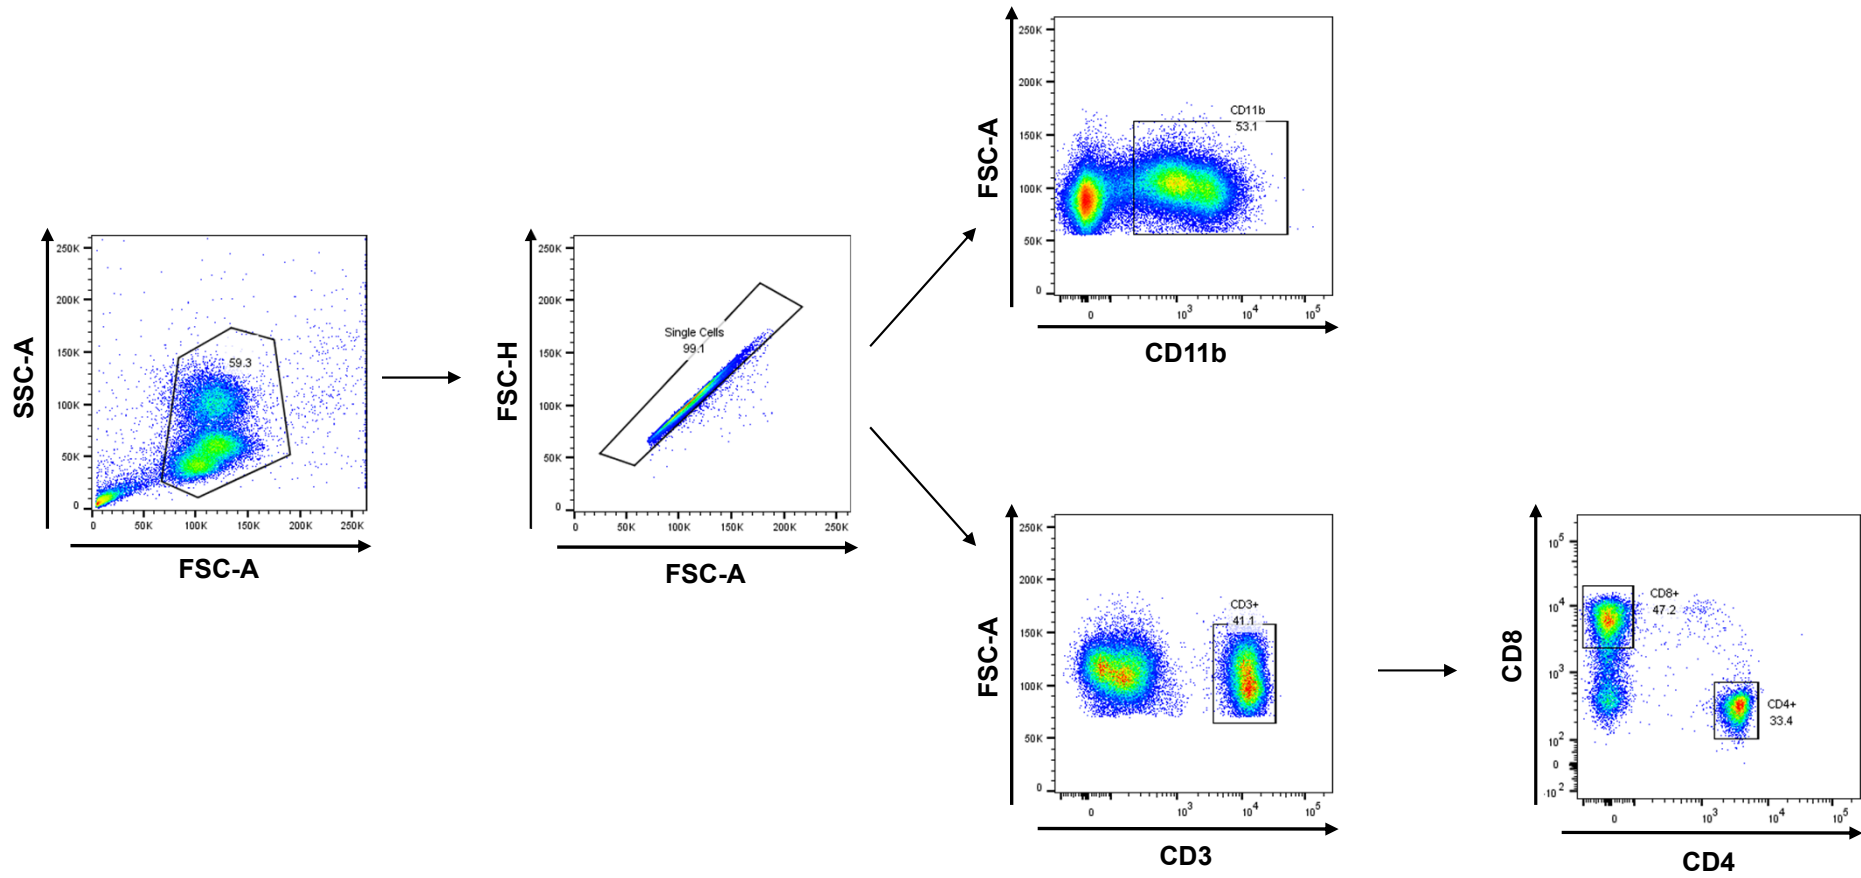 SSC-A
250K
200K
150K
100K
50K
0
59.3
0 50K 100K 150K 200K 250K
FSC-A
FSC-H
250K
200K
150K
100K
50K
0
Single Cells
99.1
0 50K 100K 150K 200K 250K
FSC-A
FSC-A
250K
200K
150K
100K
50K
0
CD11b
53.1
0 10³ 10⁴ 10⁵
CD11b
FSC-A
250K
200K
150K
100K
50K
0
CD3+
41.1
0 10³ 10⁴ 10⁵
CD3
CD8
10⁵
10⁴
10³
10²
0
-10²
CD8+
47.2
CD4+
33.4
0 10³ 10⁴ 10⁵
CD4